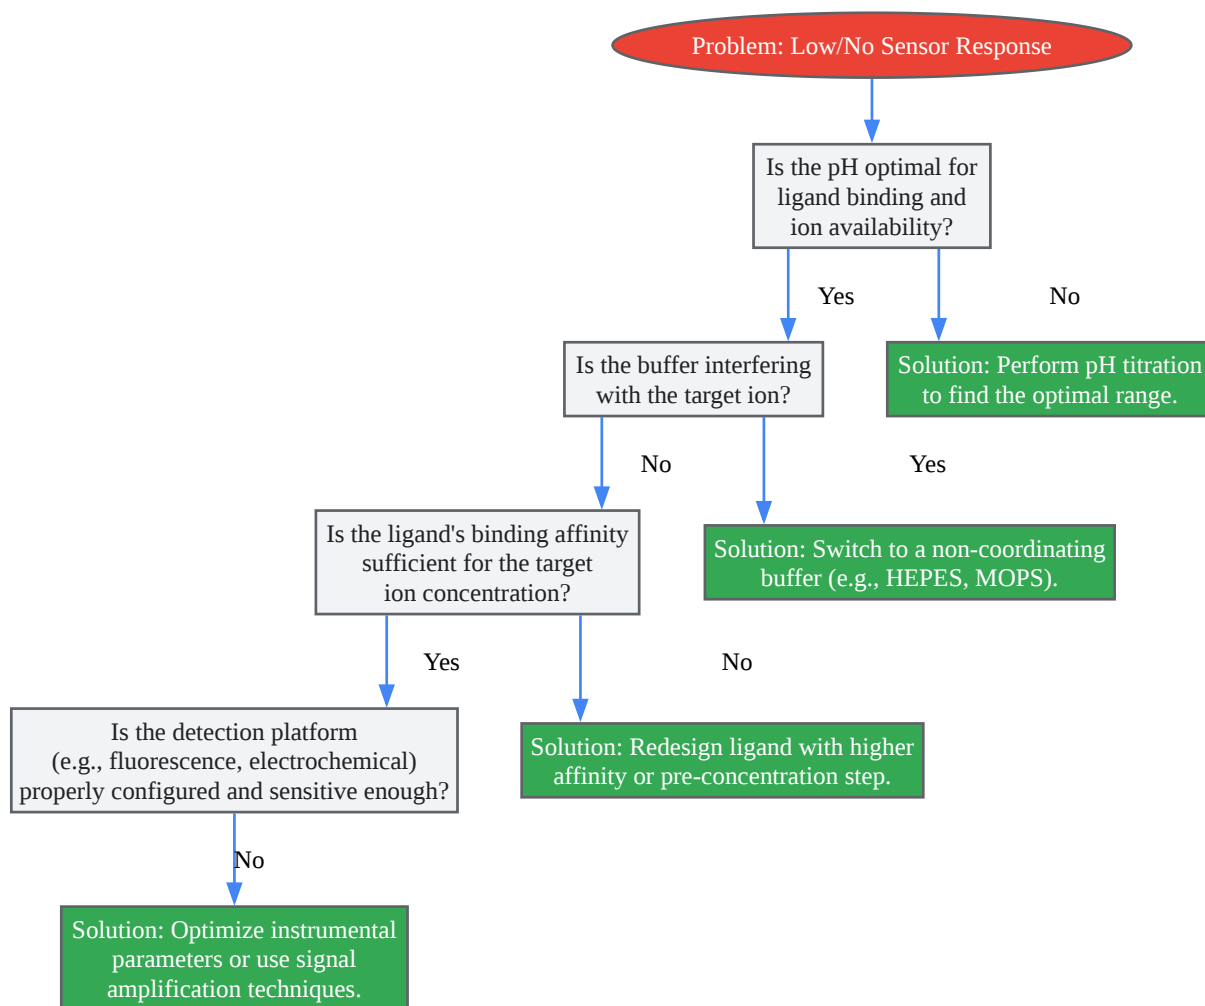 Problem: Low/No Sensor Response
Is the pH optimal for
ligand binding and
ion availability?
Yes
No
Is the buffer interfering
with the target ion?
Solution: Perform pH titration
to find the optimal range.
No
Yes
Is the ligand's binding affinity
sufficient for the target
ion concentration?
Solution: Switch to a non-coordinating
buffer (e.g., HEPES, MOPS).
Yes
No
Is the detection platform
(e.g., fluorescence, electrochemical)
properly configured and sensitive enough?
Solution: Redesign ligand with higher
affinity or pre-concentration step.
No
Solution: Optimize instrumental
parameters or use signal
amplification techniques.